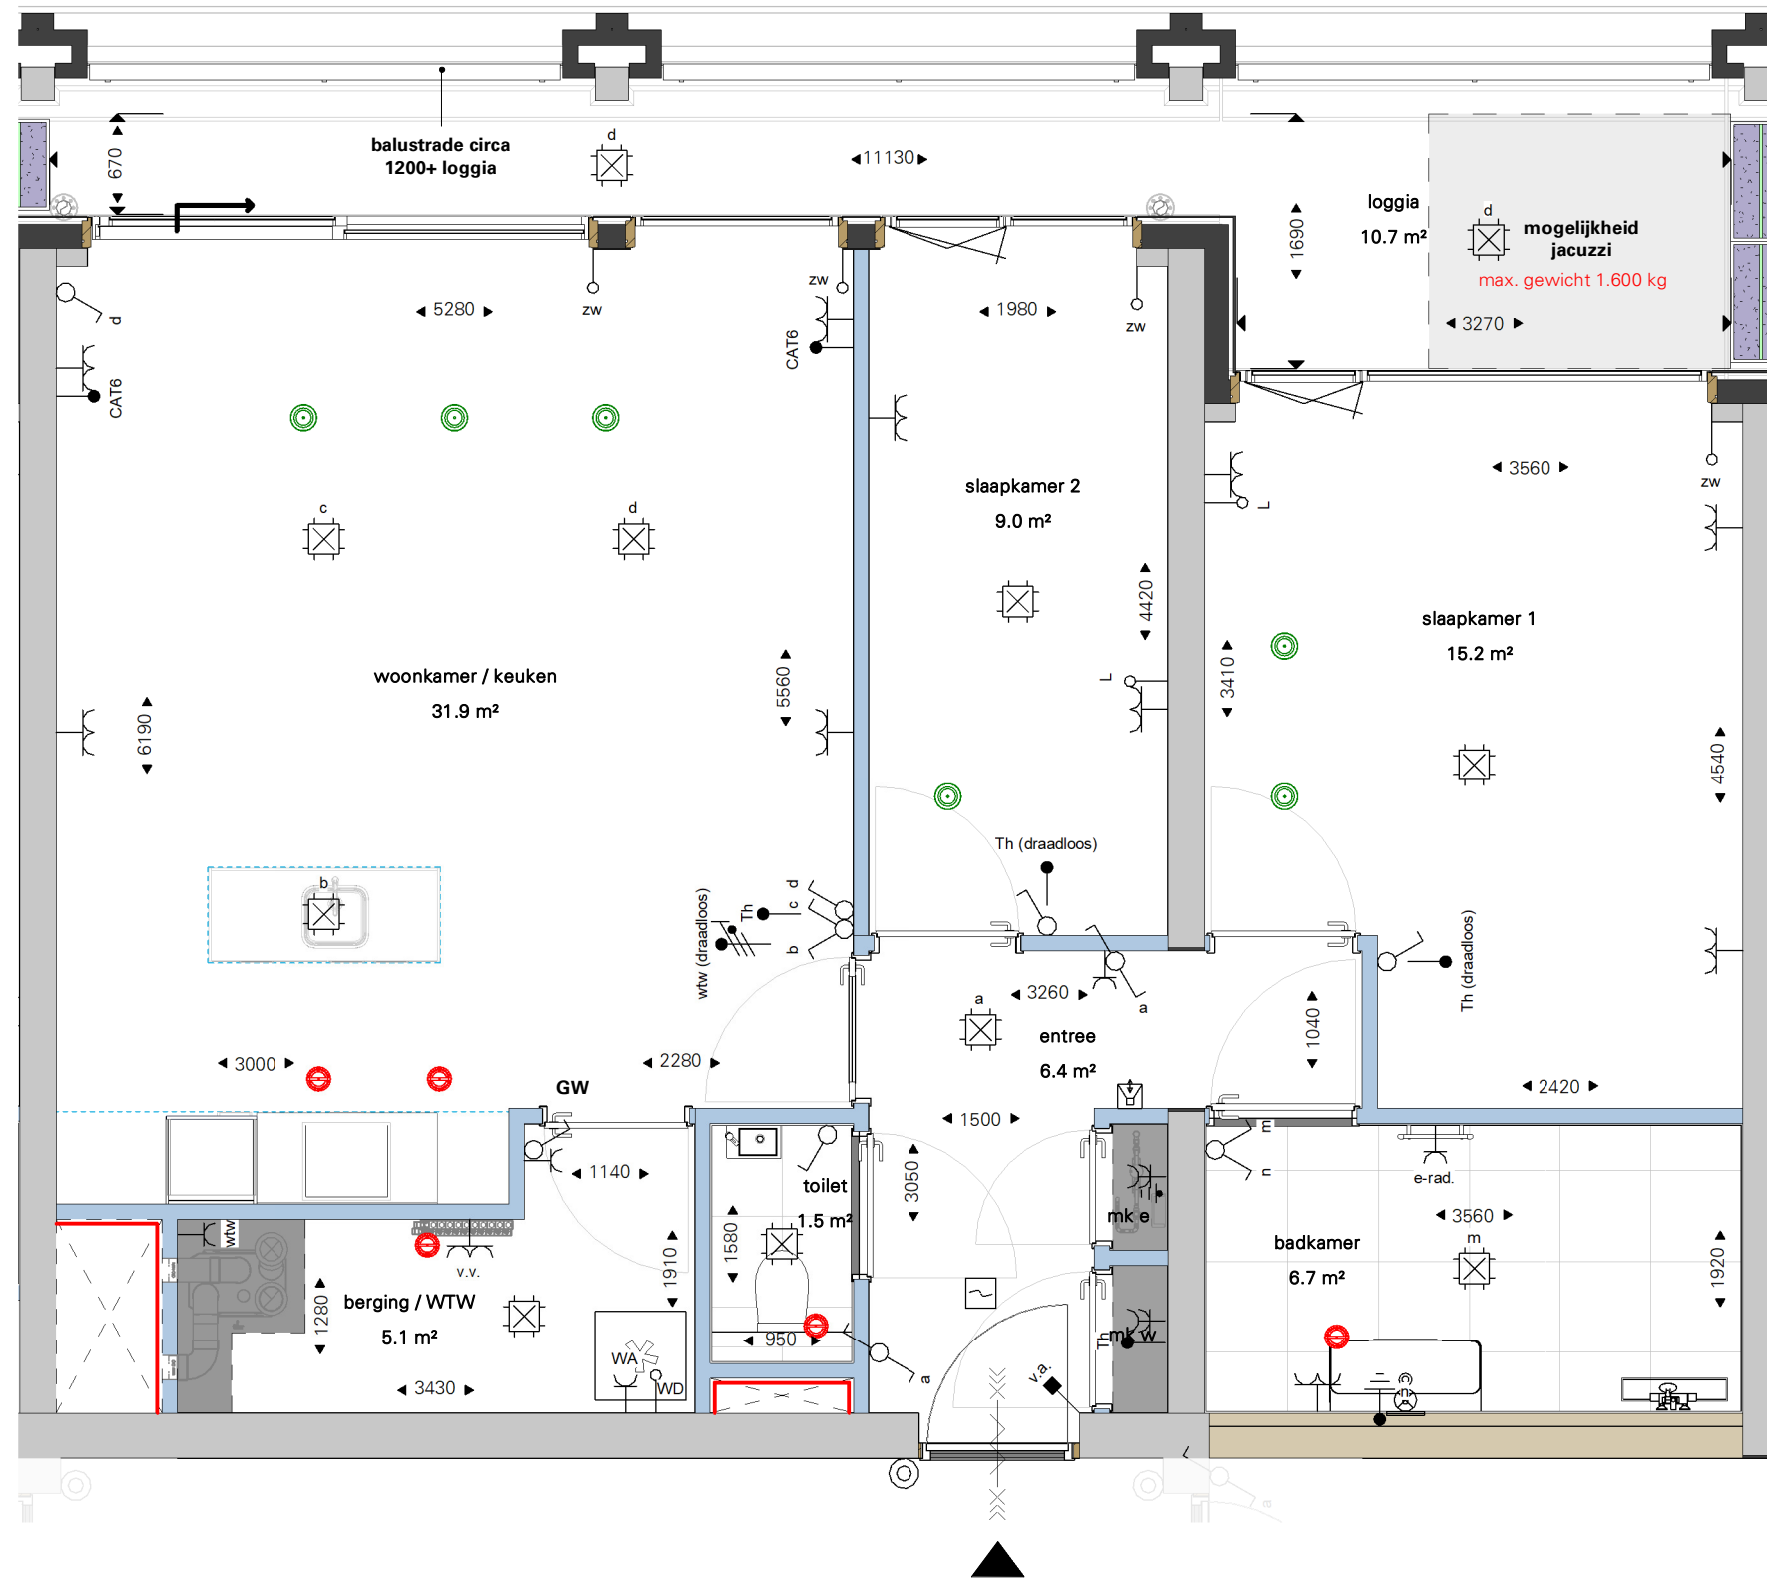 balustrade circa
1200+ loggia
d
670
11130
loggia
10.7 m²
1690
d
mogelijkheid
jacuzzi
max. gewicht 1.600 kg
3270
5280
zw
zw
1980
zw
d
CAT6
CAT6
3560
zw
L
slaapkamer 2
9.0 m²
c
d
4420
slaapkamer 1
15.2 m²
woonkamer / keuken
31.9 m²
6190
5560
L
3410
4540
Th (draadloos)
b
wtw (draadloos)
Th
d
c
b
Th (draadloos)
a
3260
a
entree
6.4 m²
1040
3000
2280
GW
1500
2420
1140
toilet
1.5 m²
3050
1580
mk e
m
n
e-rad.
3560
badkamer
6.7 m²
m
1920
wtw
v.v.
1910
berging / WTW
5.1 m²
1280
950
WA
WD
3430
a
v.a.
Th
mk w
n
a